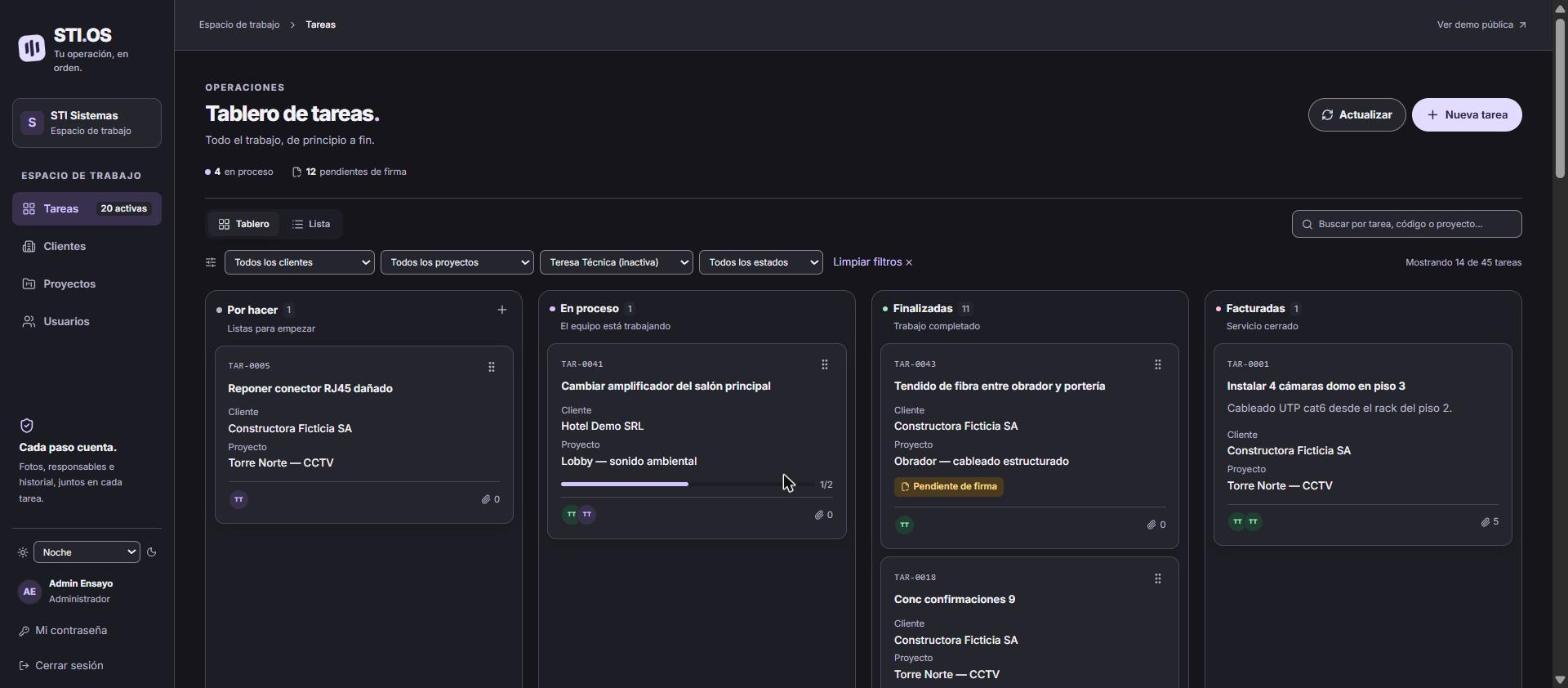 STI.OS
Tu operación, en
orden.
S
STI Sistemas
Espacio de trabajo
ESPACIO DE TRABAJO
Tareas 20 activas
Clientes
Proyectos
Usuarios
Cada paso cuenta.
Fotos, responsables e
historial, juntos en cada
tarea.
Noche
AE
Admin Ensayo
Administrador
Mi contraseña
Cerrar sesión
Espacio de trabajo > Tareas
Ver demo pública
OPERACIONES
Tablero de tareas.
Todo el trabajo, de principio a fin.
Actualizar
+ Nueva tarea
4 en proceso 12 pendientes de firma
Tablero Lista
Buscar por tarea, código o proyecto...
Todos los clientes Todos los proyectos Teresa Técnica (inactiva) Todos los estados Limpiar filtros ×
Mostrando 14 de 45 tareas
Por hacer 1 +
Listas para empezar
TAR-0005
Reponer conector RJ45 dañado
Cliente
Constructora Ficticia SA
Proyecto
Torre Norte — CCTV
TT 0
En proceso 1
El equipo está trabajando
TAR-0041
Cambiar amplificador del salón principal
Cliente
Hotel Demo SRL
Proyecto
Lobby — sonido ambiental
1/2
TT TT 0
Finalizadas 11
Trabajo completado
TAR-0043
Tendido de fibra entre obrador y portería
Cliente
Constructora Ficticia SA
Proyecto
Obrador — cableado estructurado
Pendiente de firma
TT 0
TAR-0018
Conc confirmaciones 9
Cliente
Constructora Ficticia SA
Proyecto
Torre Norte — CCTV
Facturadas 1
Servicio cerrado
TAR-0001
Instalar 4 cámaras domo en piso 3
Cableado UTP cat6 desde el rack del piso 2.
Cliente
Constructora Ficticia SA
Proyecto
Torre Norte — CCTV
TT TT 5